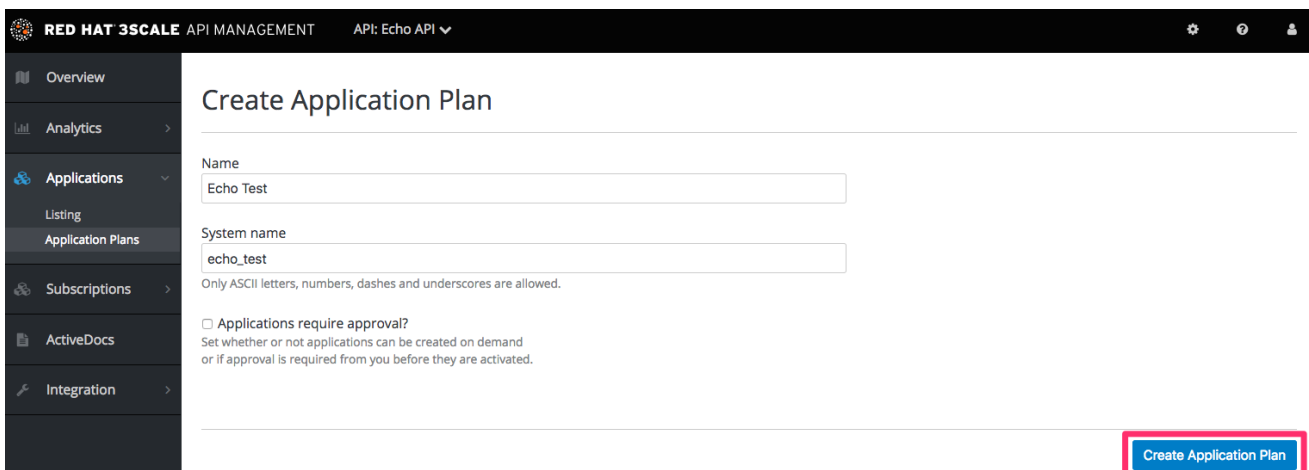 RED HAT 3SCALE API MANAGEMENT API: Echo API
Overview
Analytics
Applications
Listing
Application Plans
Subscriptions
ActiveDocs
Integration
Create Application Plan
Name
Echo Test
System name
echo_test
Only ASCII letters, numbers, dashes and underscores are allowed.
Applications require approval?
Set whether or not applications can be created on demand
or if approval is required from you before they are activated.
Create Application Plan